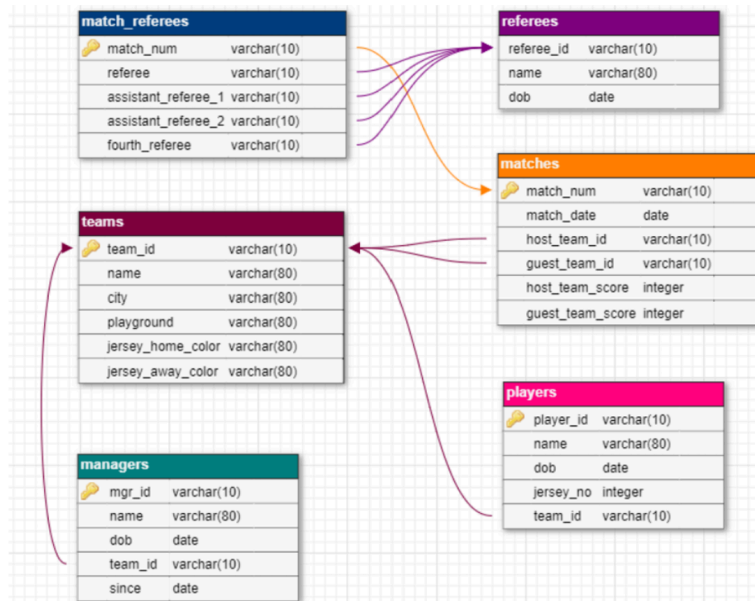 match_referees
match_num varchar(10)
referee varchar(10)
assistant_referee_1 varchar(10)
assistant_referee_2 varchar(10)
fourth_referee varchar(10)
referees
referee_id varchar(10)
name varchar(80)
dob date
matches
match_num varchar(10)
match_date date
host_team_id varchar(10)
guest_team_id varchar(10)
host_team_score integer
guest_team_score integer
teams
team_id varchar(10)
name varchar(80)
city varchar(80)
playground varchar(80)
jersey_home_color varchar(80)
jersey_away_color varchar(80)
players
player_id varchar(10)
name varchar(80)
dob date
jersey_no integer
team_id varchar(10)
managers
mgr_id varchar(10)
name varchar(80)
dob date
team_id varchar(10)
since date